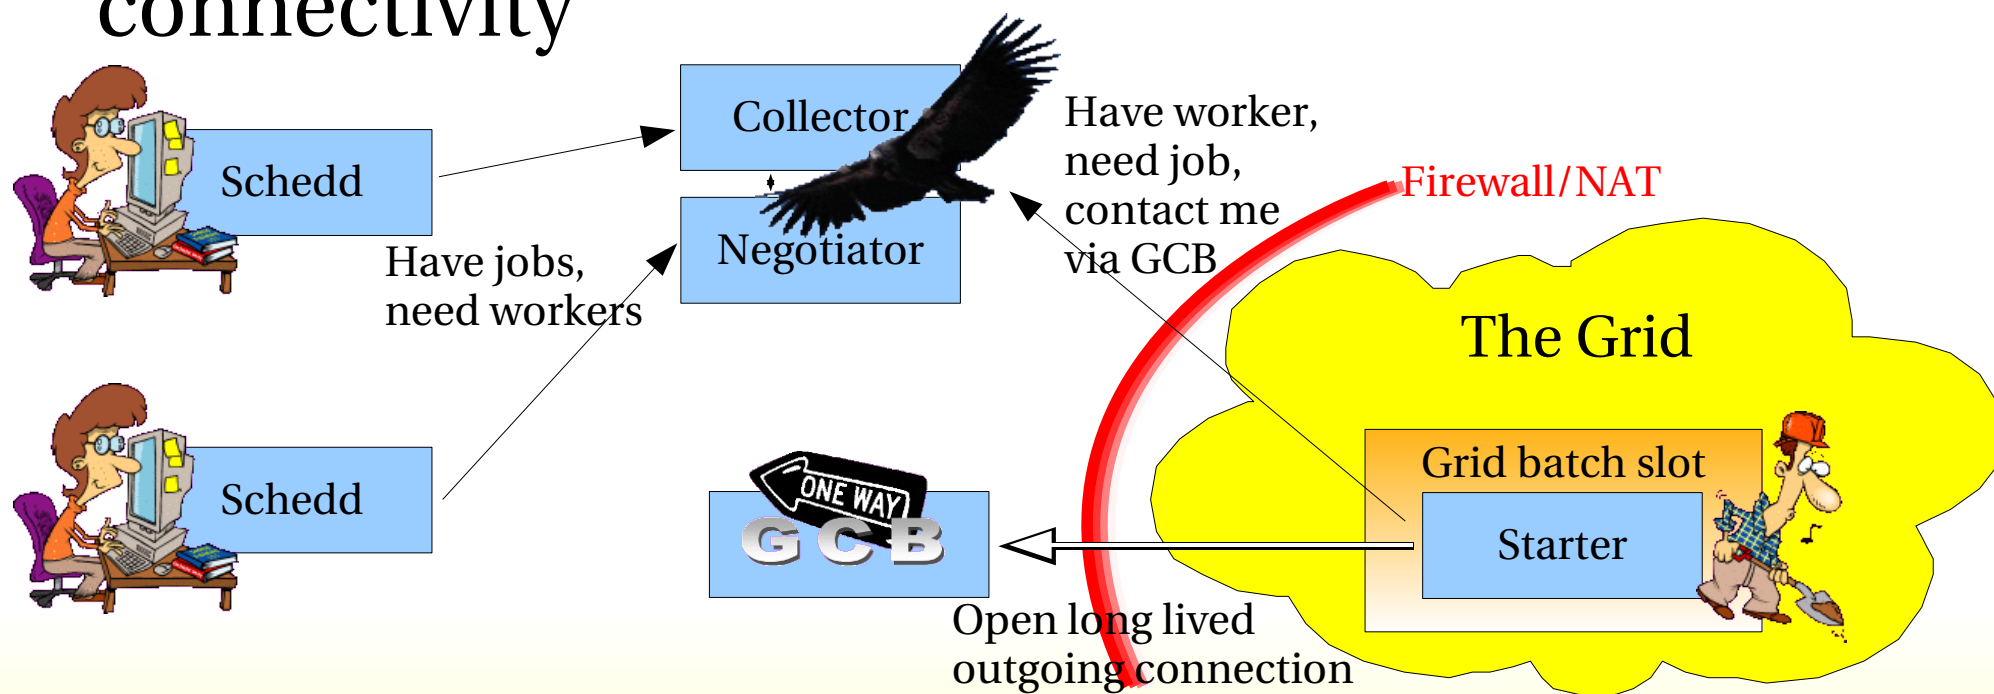 connectivity
Collector
Schedd
Negotiator
Have jobs,
need workers
Have worker,
need job,
contact me
via GCB
Firewall/NAT
The Grid
Schedd
ONE WAY
GCB
Grid batch slot
Starter
Open long lived
outgoing connection